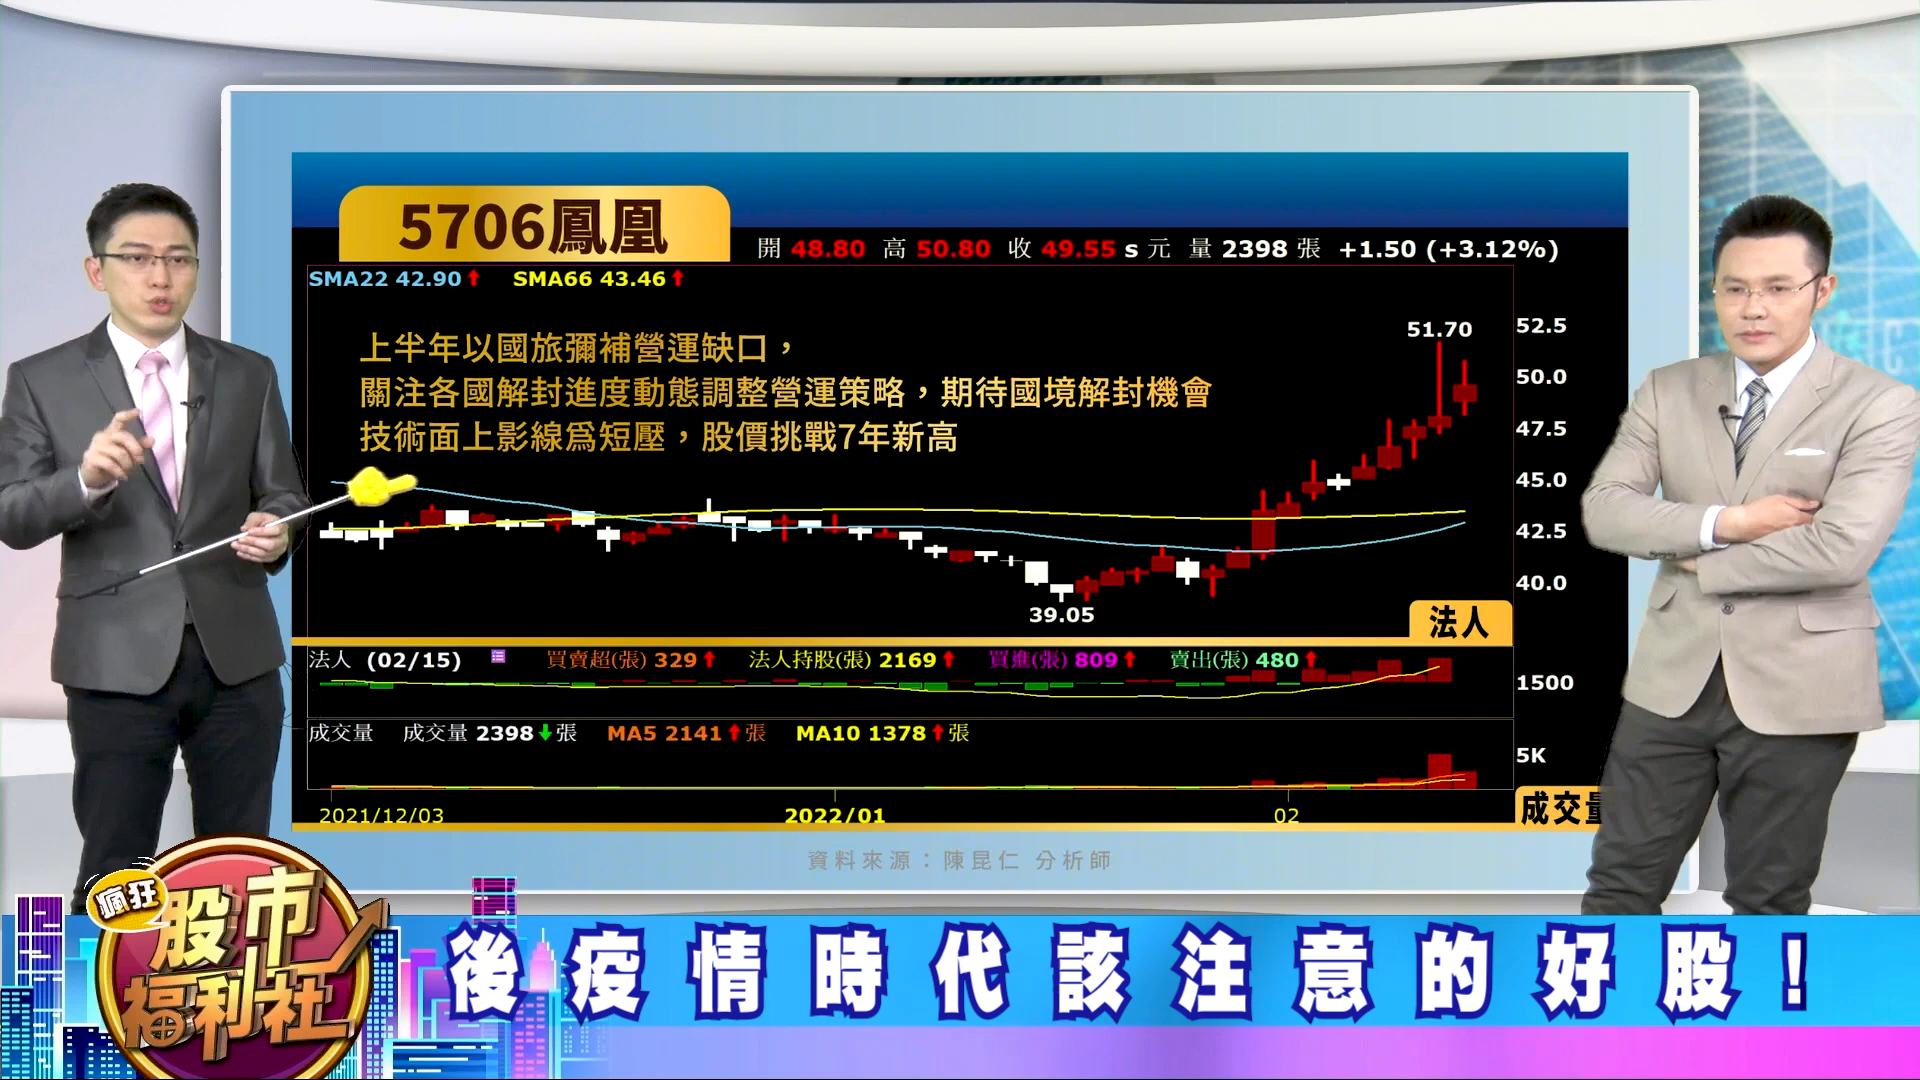 5706鳳凰
開 48.80 高 50.80 收 49.55 s 元 量 2398 張 +1.50 (+3.12%)
SMA22 42.90 SMA66 43.46
上半年以國旅彌補營運缺口，
關注各國解封進度動態調整營運策略，期待國境解封機會
技術面上影線為短壓，股價挑戰7年新高
51.70
52.5
50.0
47.5
45.0
42.5
40.0
39.05
法人
法人 (02/15) 買賣超(張) 329 法人持股(張) 2169 買進(張) 809 賣出(張) 480
1500
成交量 成交量 2398 張 MA5 2141 張 MA10 1378 張
5K
成交量
2021/12/03 2022/01 02
資料來源：陳昆仁 分析師
瘋狂
股市
福利社
後疫情時代該注意的好股！